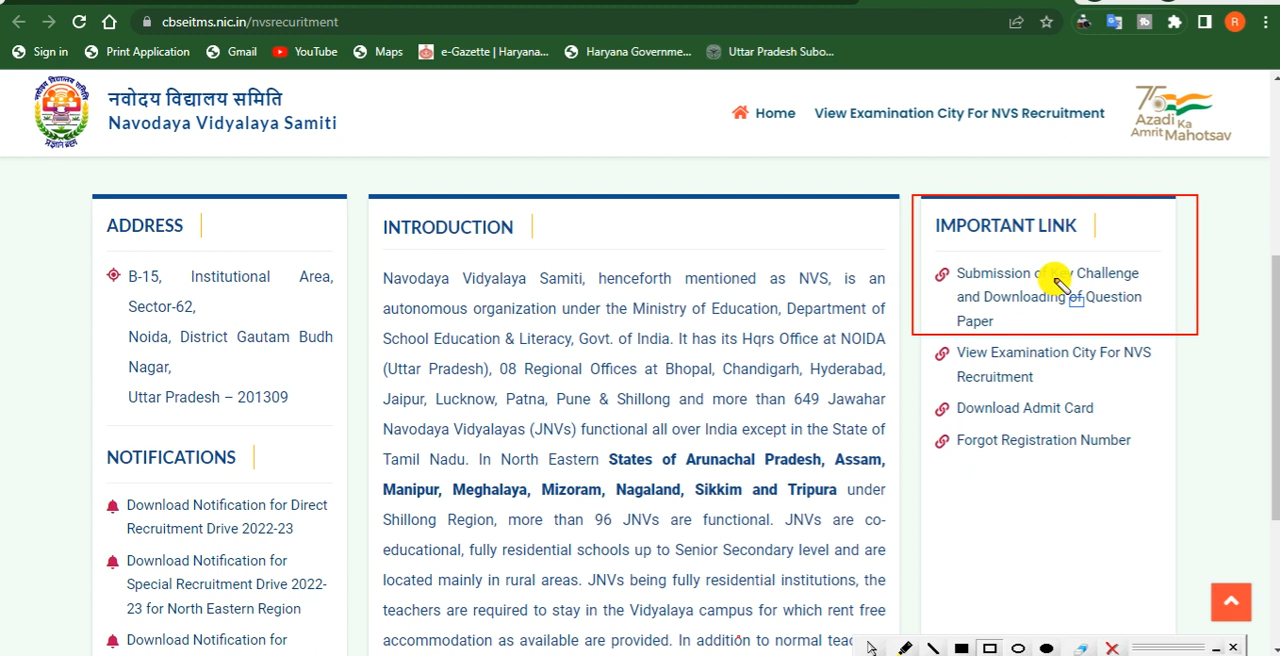 cbseitms.nic.in/nvsrecuritment
R
Sign in
Print Application
Gmail
YouTube
Maps
e-Gazette | Haryana...
Haryana Governme...
Uttar Pradesh Subo...
नवोदय विद्यालय समिति
Navodaya Vidyalaya Samiti
Home
View Examination City For NVS Recruitment
Azadi Ka
Amrit Mahotsav
ADDRESS
B-15, Institutional Area,
Sector-62,
Noida, District Gautam Budh
Nagar,
Uttar Pradesh – 201309
NOTIFICATIONS
Download Notification for Direct
Recruitment Drive 2022-23
Download Notification for
Special Recruitment Drive 2022-
23 for North Eastern Region
Download Notification for
INTRODUCTION
Navodaya Vidyalaya Samiti, henceforth mentioned as NVS, is an
autonomous organization under the Ministry of Education, Department of
School Education & Literacy, Govt. of India. It has its Hqrs Office at NOIDA
(Uttar Pradesh), 08 Regional Offices at Bhopal, Chandigarh, Hyderabad,
Jaipur, Lucknow, Patna, Pune & Shillong and more than 649 Jawahar
Navodaya Vidyalayas (JNVs) functional all over India except in the State of
Tamil Nadu. In North Eastern States of Arunachal Pradesh, Assam,
Manipur, Meghalaya, Mizoram, Nagaland, Sikkim and Tripura under
Shillong Region, more than 96 JNVs are functional. JNVs are co-
educational, fully residential schools up to Senior Secondary level and are
located mainly in rural areas. JNVs being fully residential institutions, the
teachers are required to stay in the Vidyalaya campus for which rent free
accommodation as available are provided. In addition to normal
IMPORTANT LINK
Submission of Key Challenge
and Downloading of Question
Paper
View Examination City For NVS
Recruitment
Download Admit Card
Forgot Registration Number